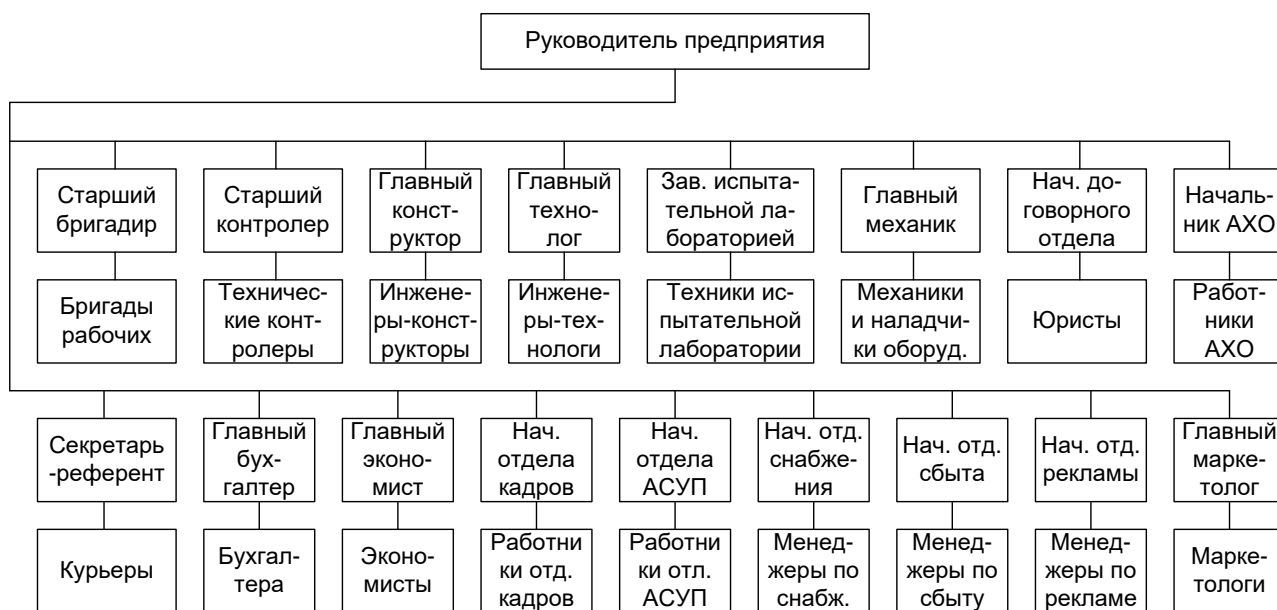 Руководитель предприятия
Старший
бригадир
Старший
контролер
Главный
конст-
руктор
Главный
техно-
лог
Зав. испыта-
тельной ла-
бораторией
Главный
механик
Нач. до-
говорного
отдела
Началь-
ник АХО
Бригады
рабочих
Техничес-
кие конт-
ролеры
Инжене-
ры-конст-
рукторы
Инжене-
ры-тех-
нологи
Техники ис-
пытательной
лаборатории
Механики
и наладчи-
ки оборуд.
Юристы
Работ-
ники
АХО
Секретарь
-референт
Главный
бух-
галтер
Главный
эконо-
мист
Нач.
отдела
кадров
Нач.
отдела
АСУП
Нач. отд.
снабже-
ния
Нач. отд.
сбыта
Нач. отд.
рекламы
Главный
марке-
толог
Курьеры
Бухгал-
тера
Эконо-
мисты
Работни
ки отд.
кадров
Работни
ки отл.
АСУП
Менед-
жеры по
снабж.
Менед-
жеры по
сбыту
Менед-
жеры по
рекламе
Марке-
тологи